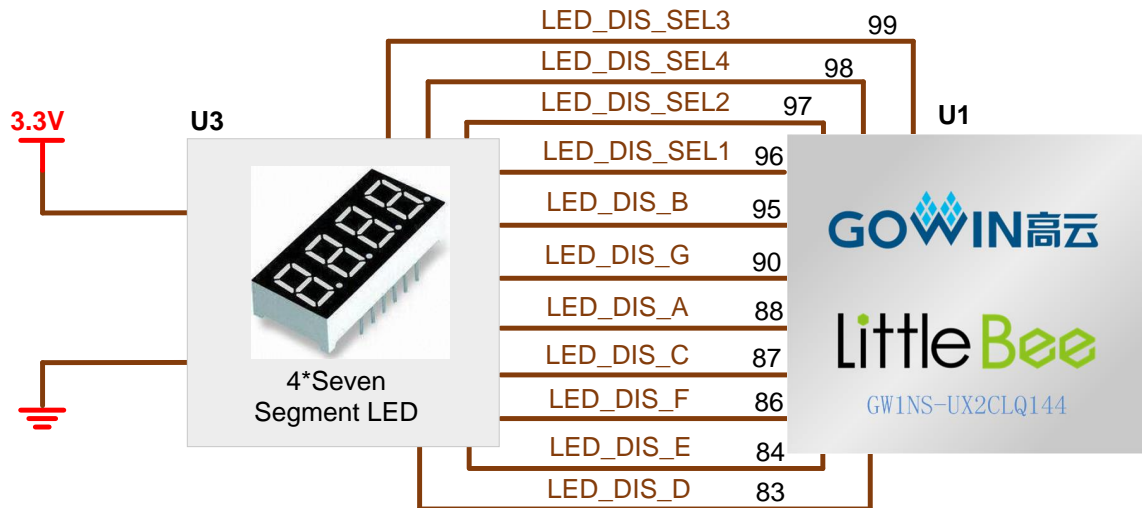 LED_DIS_SEL3 99
LED_DIS_SEL4 98
LED_DIS_SEL2 97
3.3V
U3
U1
LED_DIS_SEL1 96
LED_DIS_B 95
LED_DIS_G 90
LED_DIS_A 88
LED_DIS_C 87
LED_DIS_F 86
LED_DIS_E 84
LED_DIS_D 83
4*Seven
Segment LED
GOWIN高云
LittleBee
GW1NS-UX2CLQ144